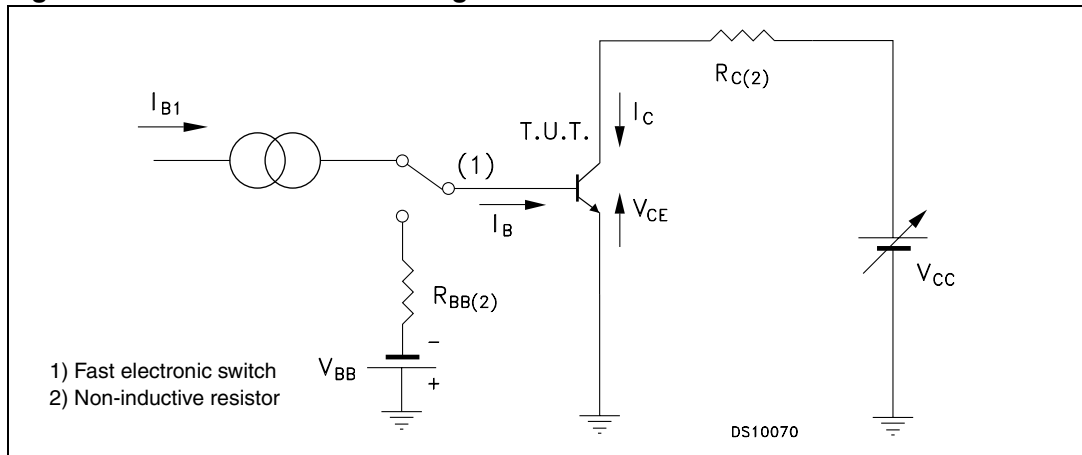 I_B1
R_C(2)
I_C
T.U.T.
(1)
V_CE
I_B
V_CC
R_BB(2)
V_BB
-
+
1) Fast electronic switch
2) Non-inductive resistor
DS10070